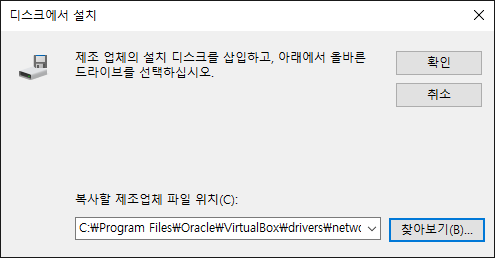 디스크에서 설치
제조 업체의 설치 디스크를 삽입하고, 아래에서 올바른
드라이브를 선택하십시오.
확인
취소
복사할 제조업체 파일 위치(C):
C:₩Program Files₩Oracle₩VirtualBox₩drivers₩netwo
찾아보기(B)...